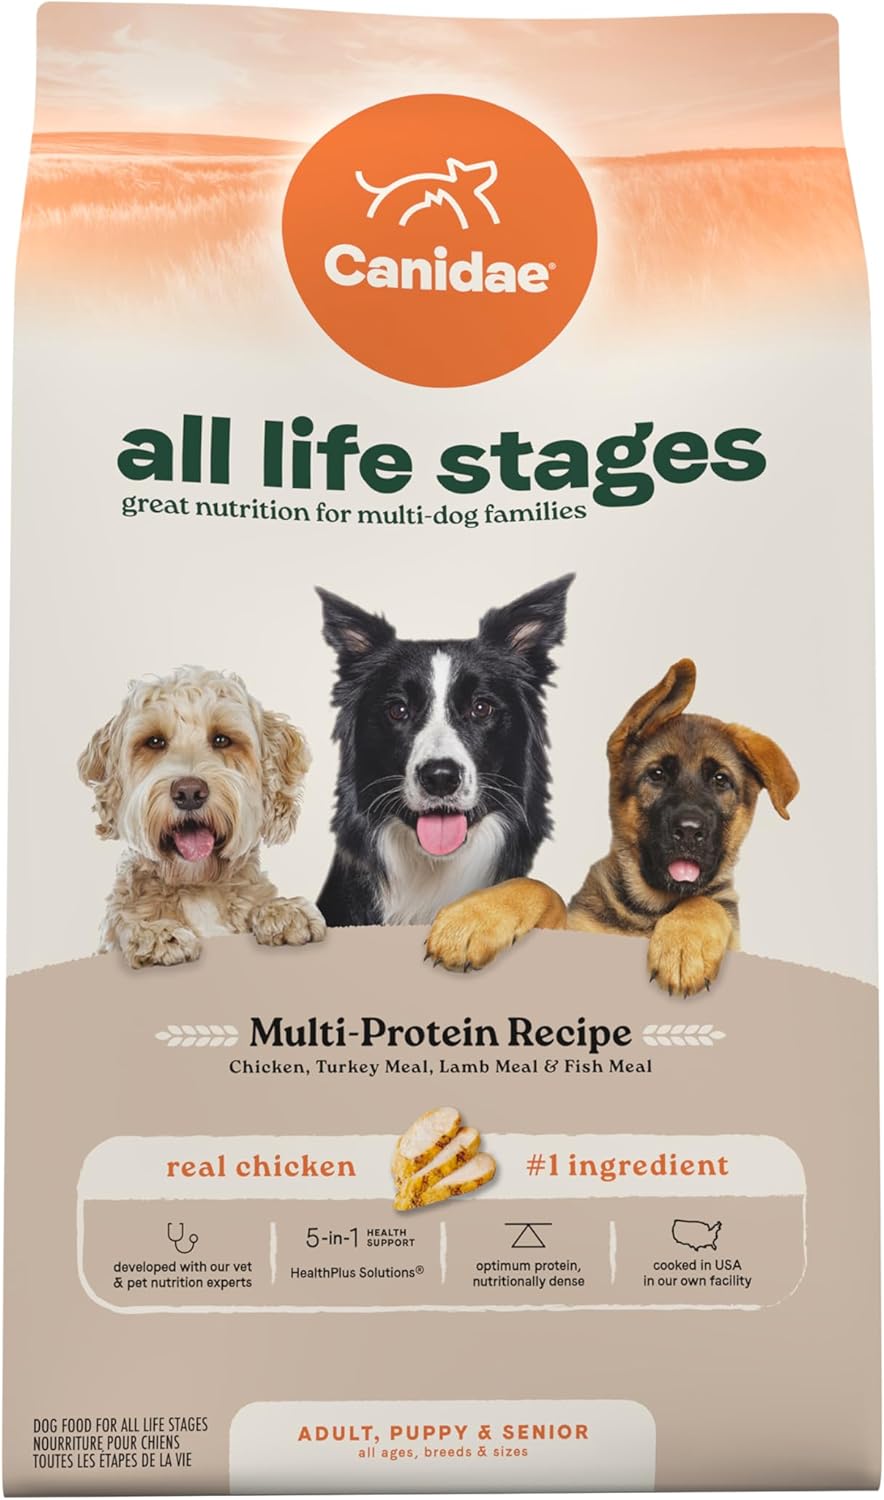 Canidae®
all life stages
great nutrition for multi-dog families
Multi-Protein Recipe
Chicken, Turkey Meal, Lamb Meal & Fish Meal
real chicken
#1 ingredient
developed with our vet
& pet nutrition experts
5-in-1 HEALTH
SUPPORT
HealthPlus Solutions®
optimum protein,
nutritionally dense
cooked in USA
in our own facility
DOG FOOD FOR ALL LIFE STAGES
NOURRITURE POUR CHIENS
TOUTES LES ÉTAPES DE LA VIE
ADULT, PUPPY & SENIOR
all ages, breeds & sizes